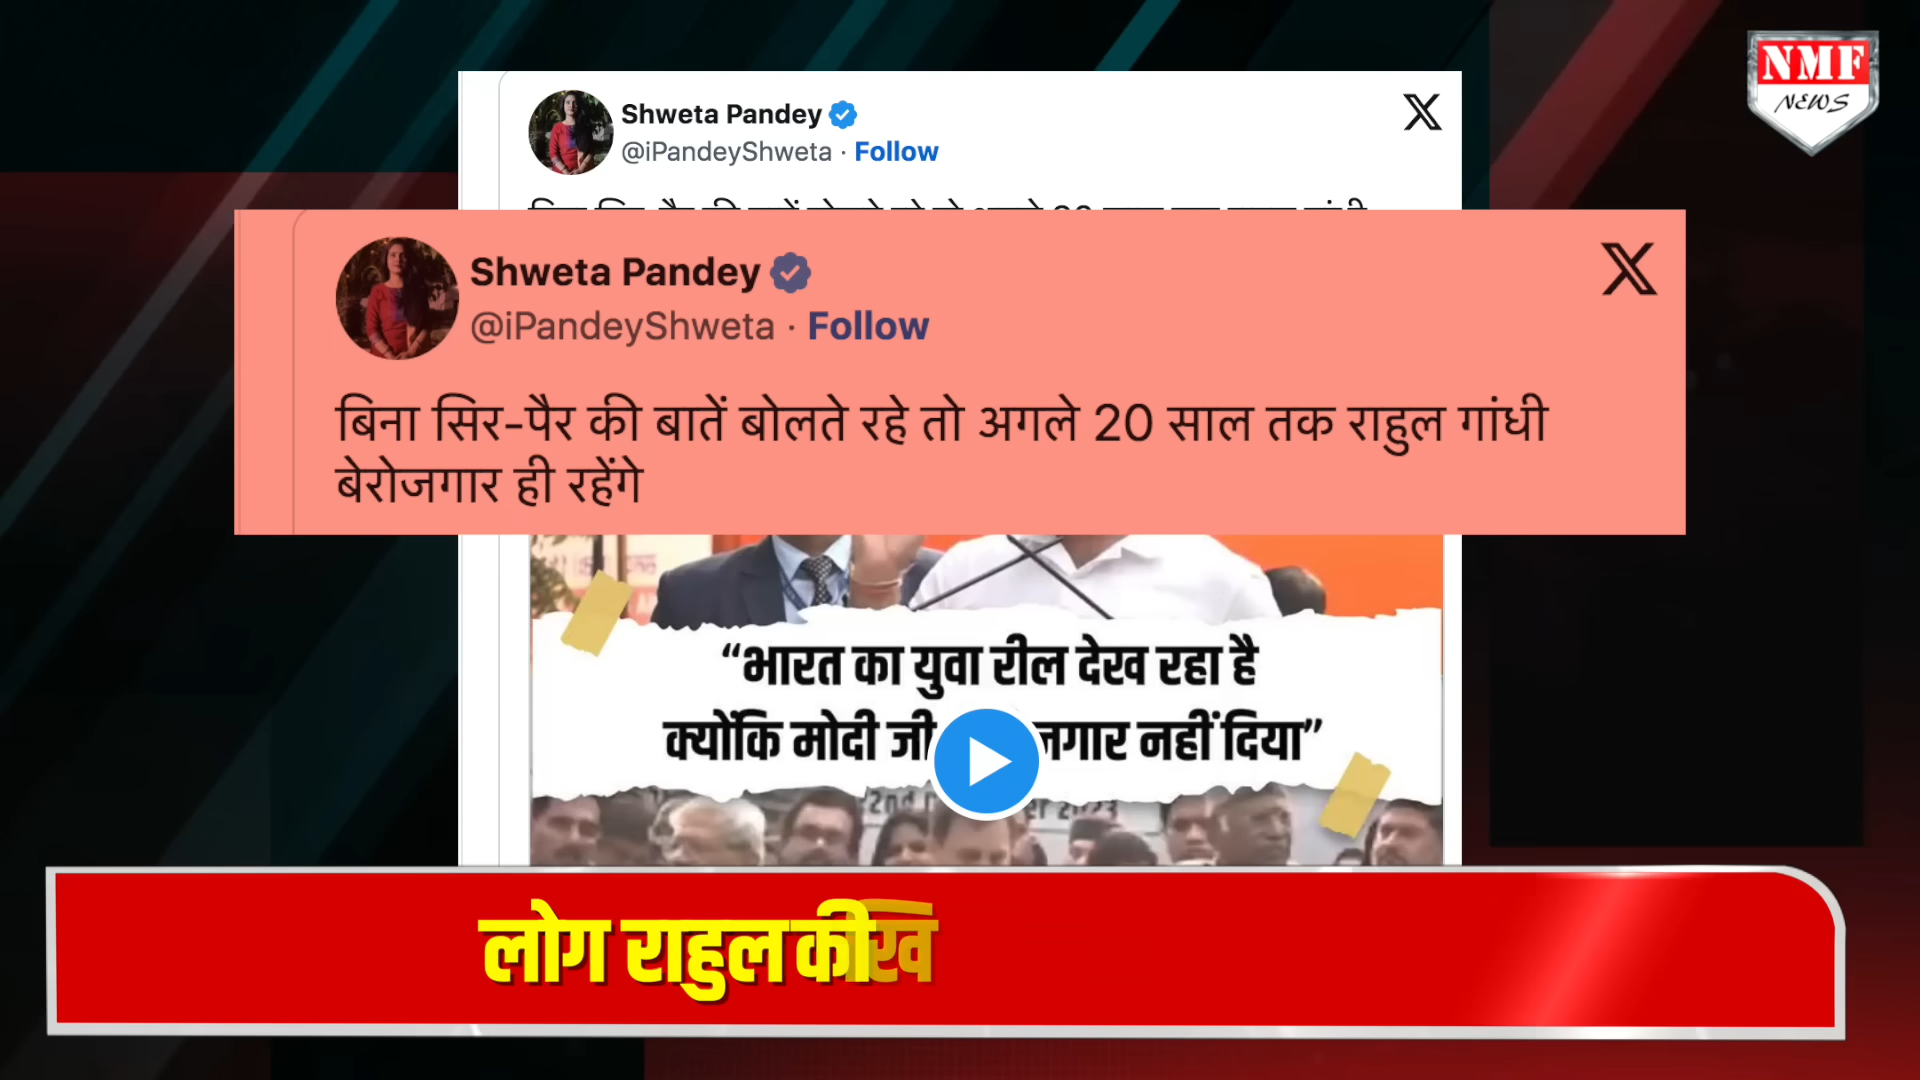 NMF
NEWS
Shweta Pandey
@iPandeyShweta · Follow
Shweta Pandey
@iPandeyShweta · Follow
बिना सिर-पैर की बातें बोलते रहे तो अगले 20 साल तक राहुल गांधी
बेरोजगार ही रहेंगे
“भारत का युवा रील देख रहा है
क्योंकि मोदी जी नहीं दिया”
लोग राहुल की